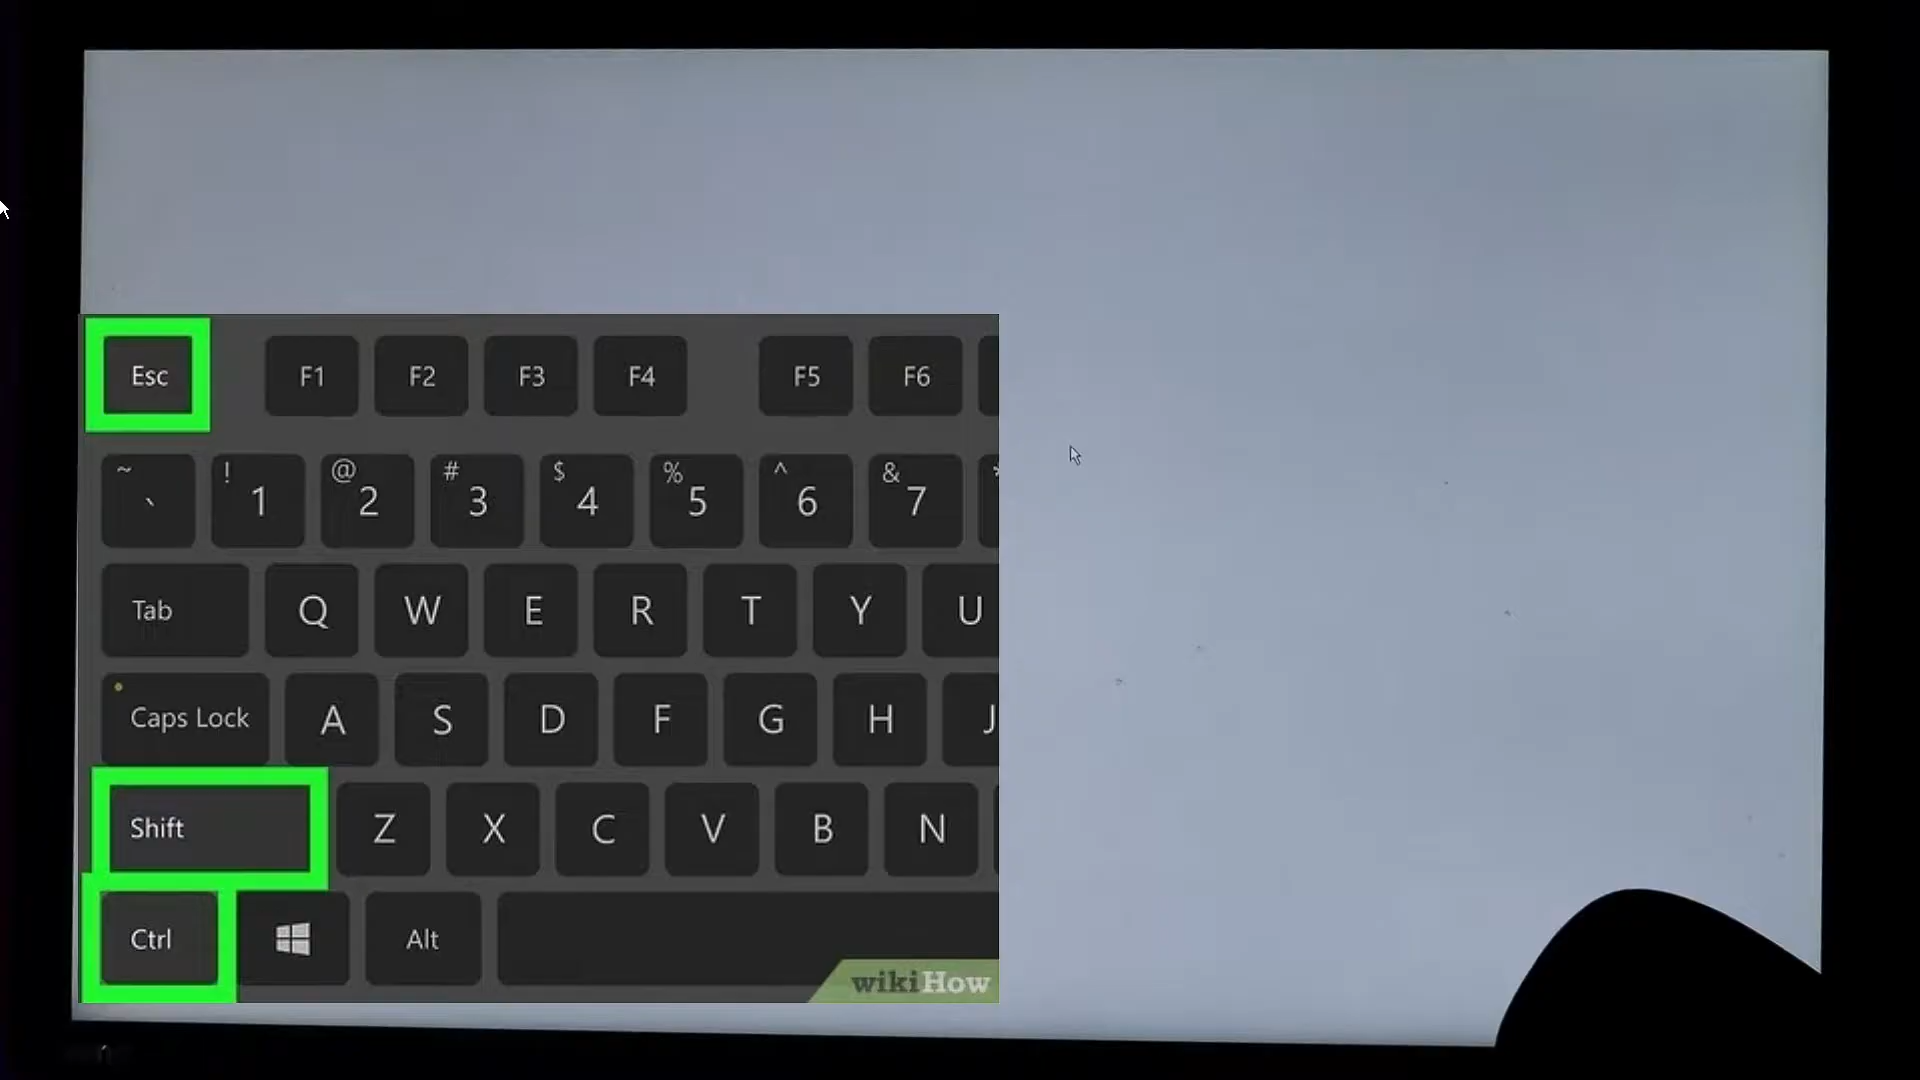 Esc F1 F2 F3 F4 F5 F6
~ ` ! 1 @ 2 # 3 $ 4 % 5 ^ 6 & 7
Tab Q W E R T Y U
Caps Lock A S D F G H J
Shift Z X C V B N
Ctrl Alt
wikiHow